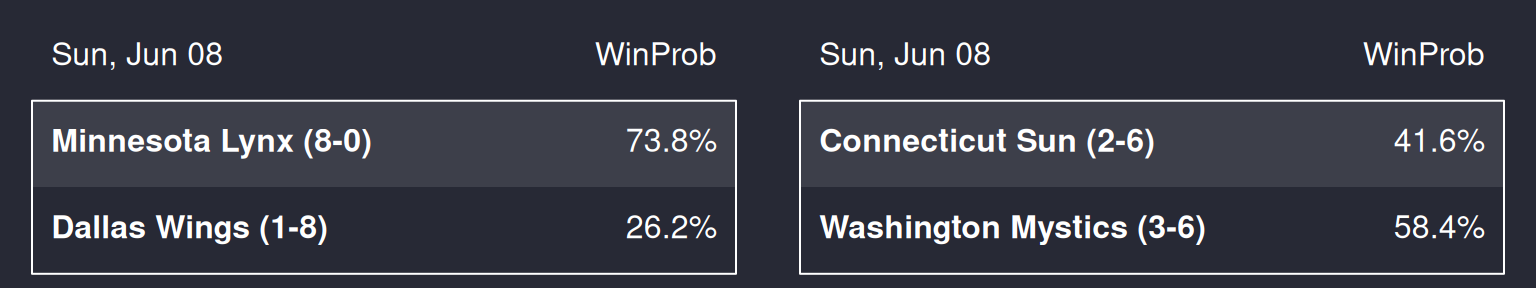 Sun, Jun 08 WinProb
Minnesota Lynx (8-0) 73.8%
Dallas Wings (1-8) 26.2%
Sun, Jun 08 WinProb
Connecticut Sun (2-6) 41.6%
Washington Mystics (3-6) 58.4%